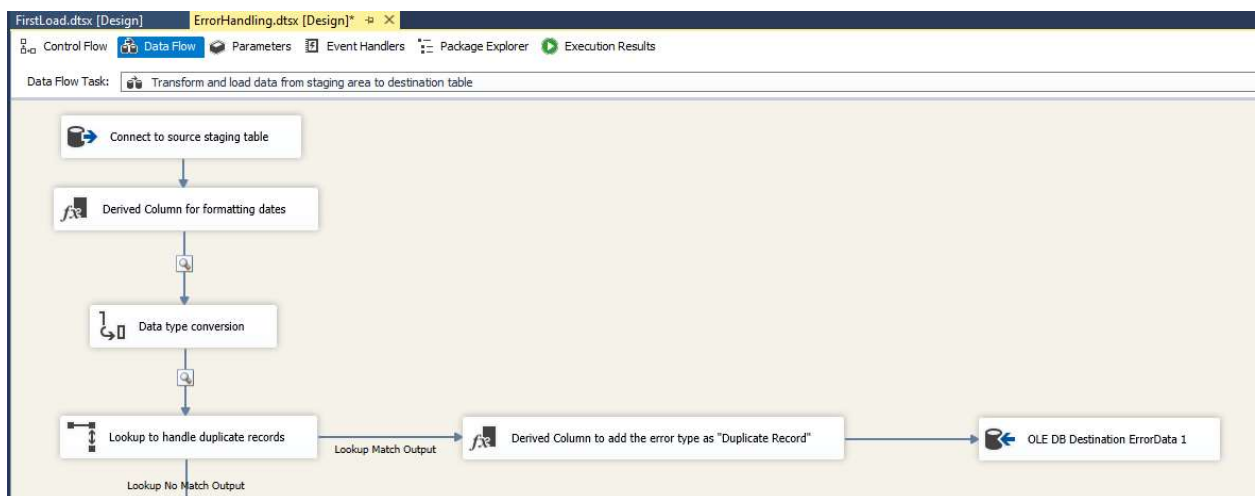 FirstLoad.dtsx [Design] ErrorHandling.dtsx [Design]*
Control Flow Data Flow Parameters Event Handlers Package Explorer Execution Results
Data Flow Task: Transform and load data from staging area to destination table
Connect to source staging table
fx Derived Column for formatting dates
Data type conversion
Lookup to handle duplicate records
Lookup Match Output
fx Derived Column to add the error type as "Duplicate Record"
OLE DB Destination ErrorData 1
Lookup No Match Output